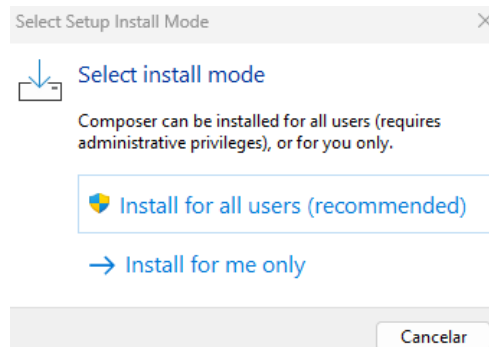 Select Setup Install Mode
Select install mode
Composer can be installed for all users (requires
administrative privileges), or for you only.
Install for all users (recommended)
Install for me only
Cancelar